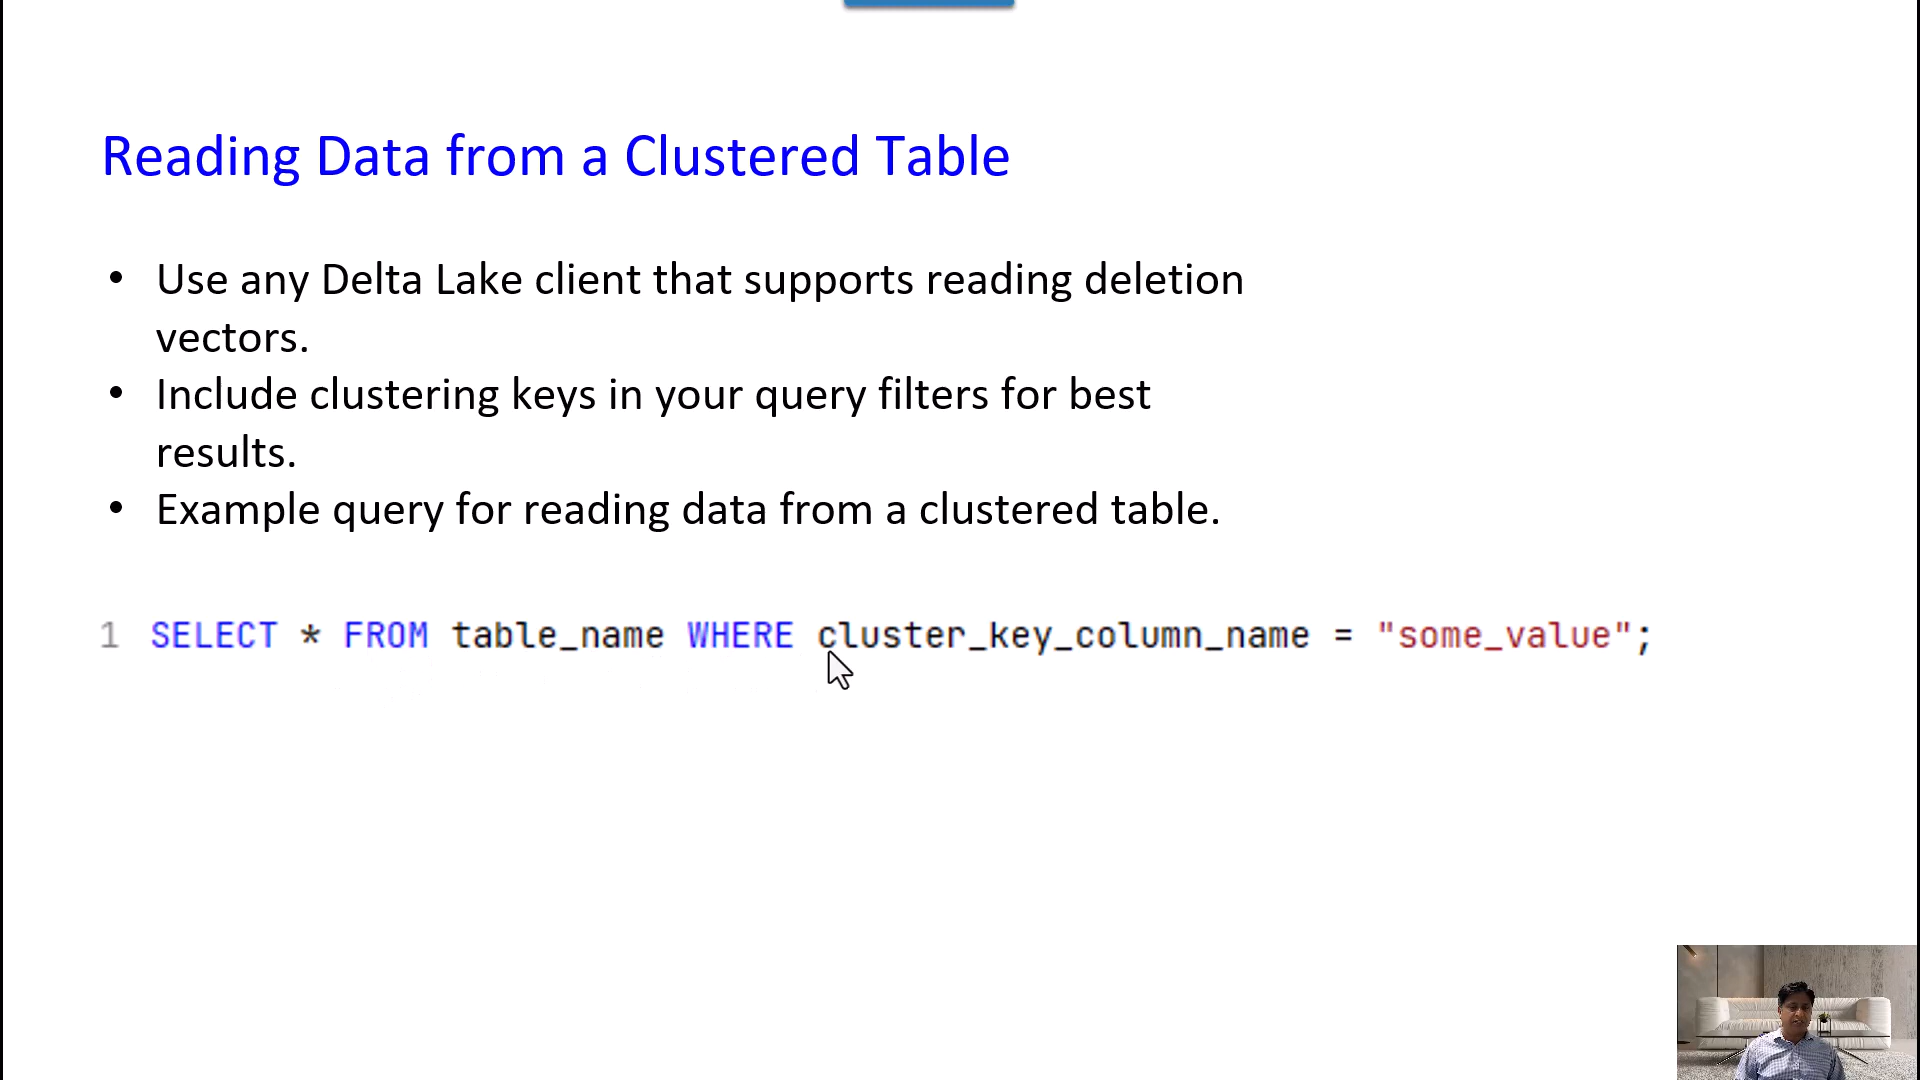 Reading Data from a Clustered Table
• Use any Delta Lake client that supports reading deletion
vectors.
• Include clustering keys in your query filters for best
results.
• Example query for reading data from a clustered table.
1 SELECT * FROM table_name WHERE cluster_key_column_name = "some_value";